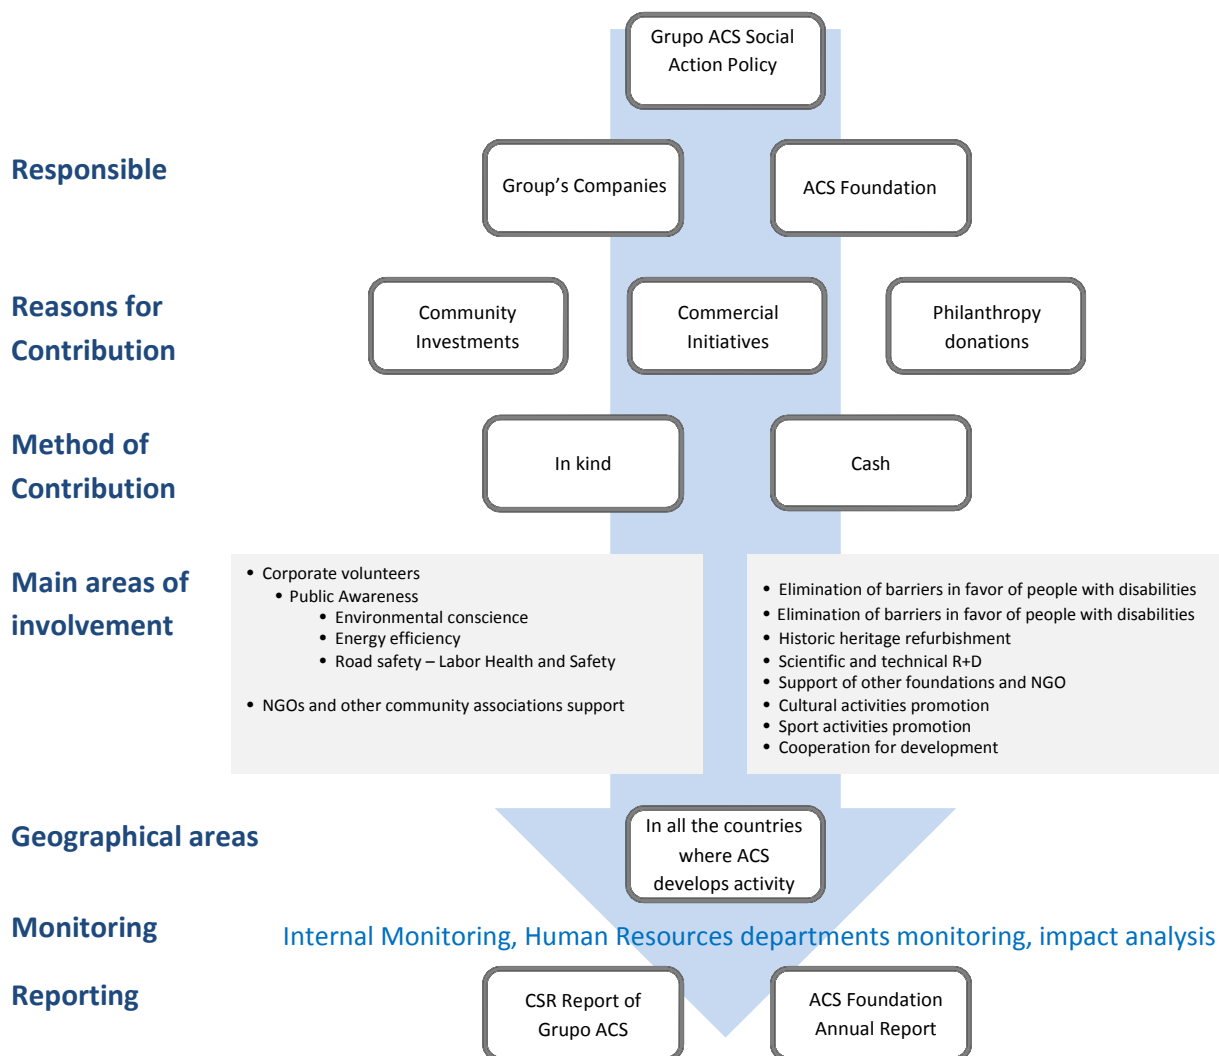 Grupo ACS Social
Action Policy
Responsible
Group's Companies
ACS Foundation
Reasons for
Contribution
Community
Investments
Commercial
Initiatives
Philanthropy
donations
Method of
Contribution
In kind
Cash
Main areas of
involvement
• Corporate volunteers
• Public Awareness
• Environmental conscience
• Energy efficiency
• Road safety – Labor Health and Safety
• NGOs and other community associations support
• Elimination of barriers in favor of people with disabilities
• Elimination of barriers in favor of people with disabilities
• Historic heritage refurbishment
• Scientific and technical R+D
• Support of other foundations and NGO
• Cultural activities promotion
• Sport activities promotion
• Cooperation for development
Geographical areas
In all the countries
where ACS
develops activity
Monitoring
Internal Monitoring, Human Resources departments monitoring, impact analysis
Reporting
CSR Report of
Grupo ACS
ACS Foundation
Annual Report